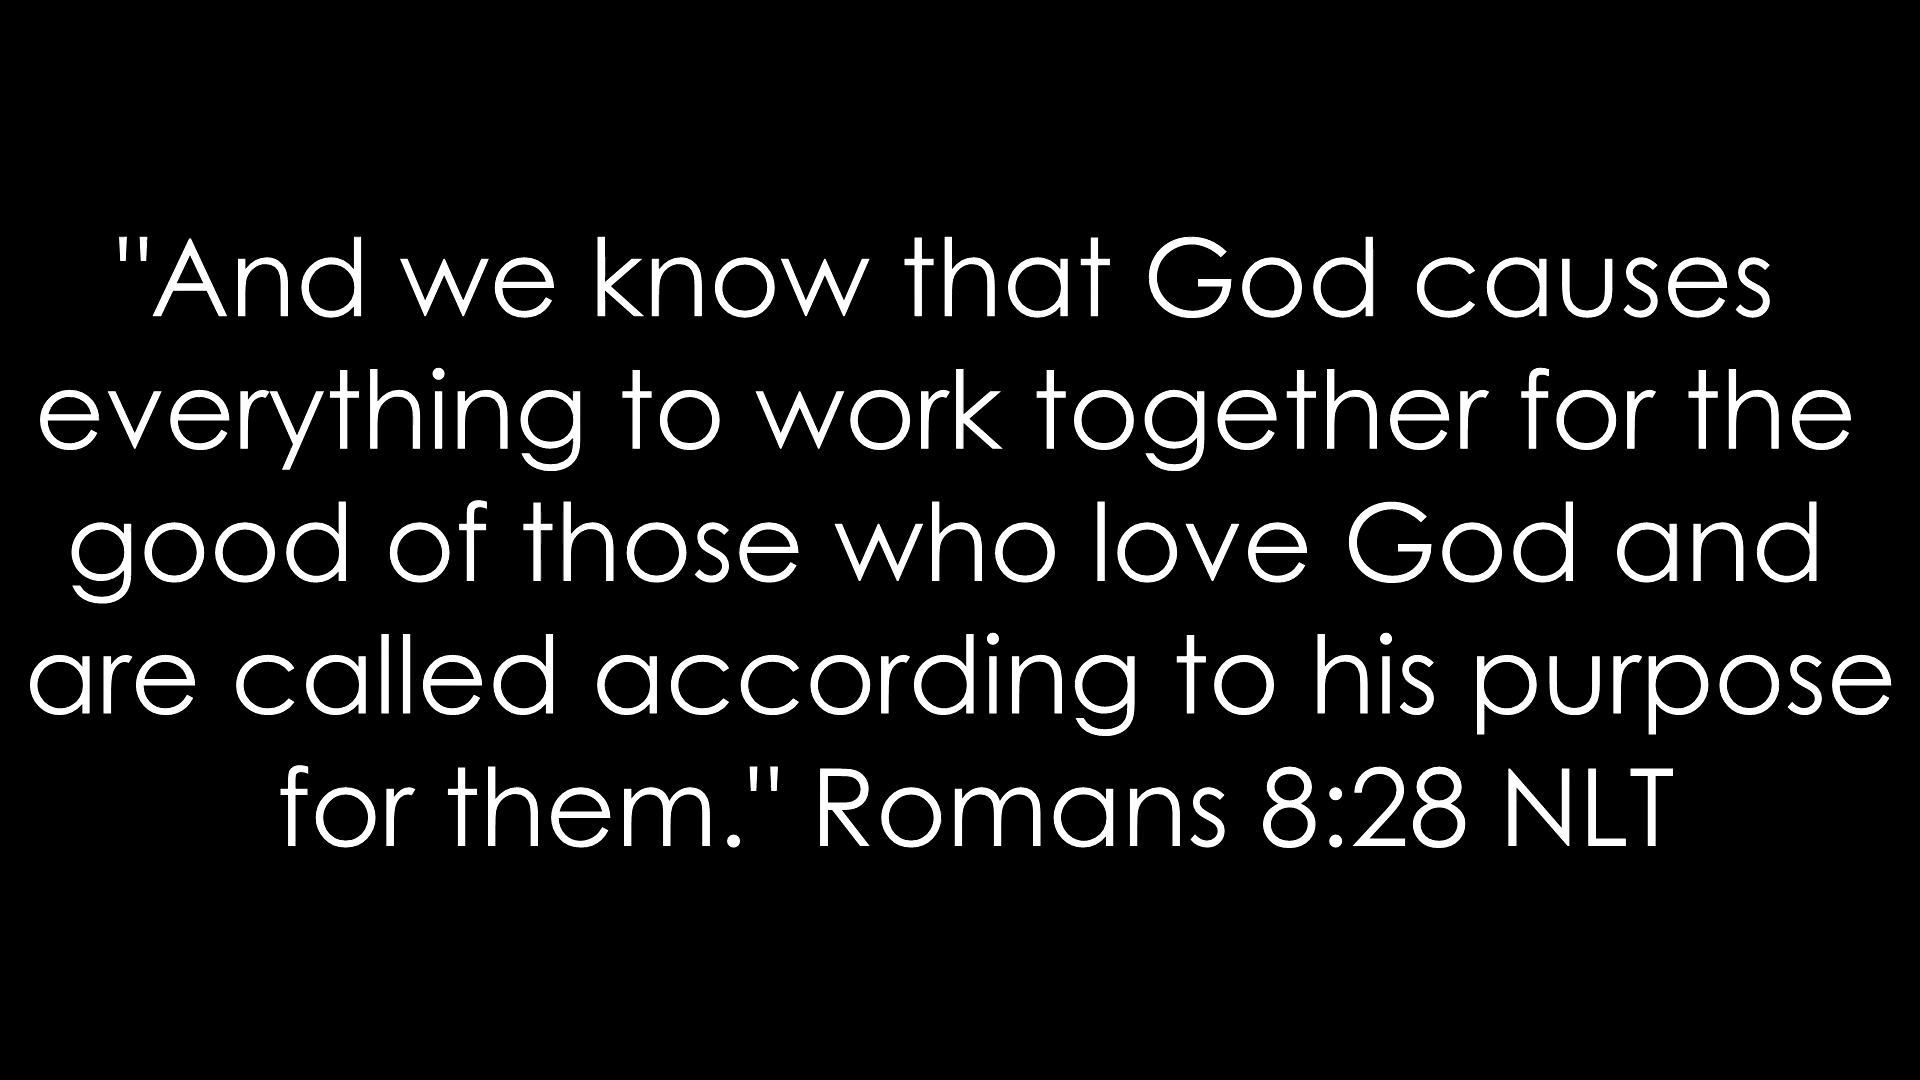 "And we know that God causes
everything to work together for the
good of those who love God and
are called according to his purpose
for them." Romans 8:28 NLT